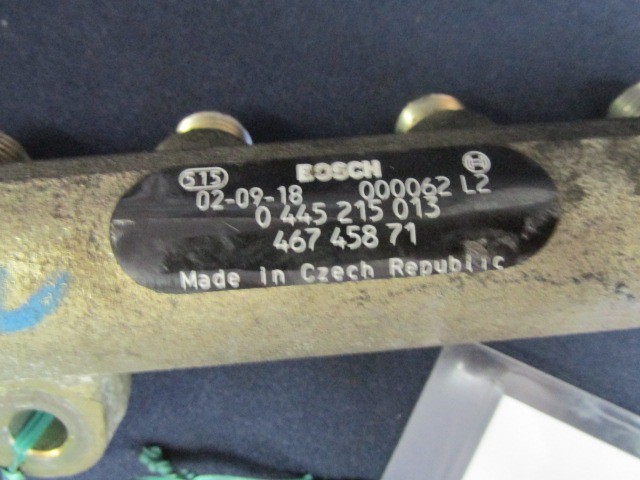 515 BOSCH
02-09-18 000062 L2
0 445 215 013
467 458 71
Made in Czech Republic